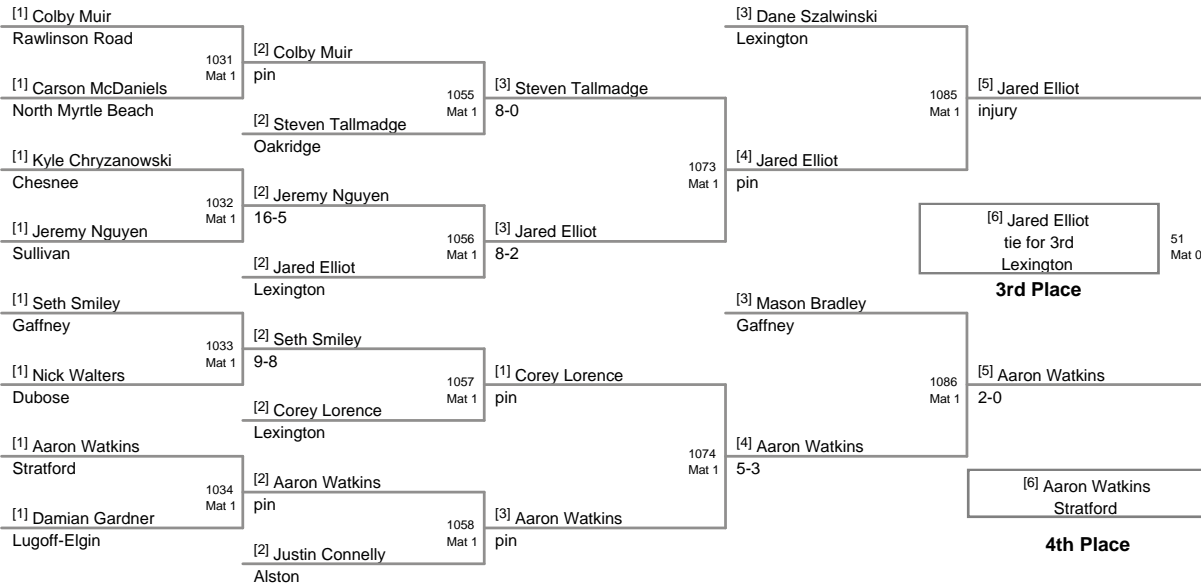 [1] Colby Muir
Rawlinson Road
1031
Mat 1
[1] Carson McDaniels
North Myrtle Beach
[1] Kyle Chryzanowski
Chesnee
1032
Mat 1
[1] Jeremy Nguyen
Sullivan
[1] Seth Smiley
Gaffney
1033
Mat 1
[1] Nick Walters
Dubose
[1] Aaron Watkins
Stratford
1034
Mat 1
[1] Damian Gardner
Lugoff-Elgin
[2] Colby Muir
pin
1055
Mat 1
[2] Steven Tallmadge
Oakridge
[2] Jeremy Nguyen
16-5
1056
Mat 1
[2] Jared Elliot
Lexington
[2] Seth Smiley
9-8
1057
Mat 1
[2] Corey Lorence
Lexington
[2] Aaron Watkins
pin
1058
Mat 1
[2] Justin Connelly
Alston
[3] Steven Tallmadge
8-0
1073
Mat 1
[3] Jared Elliot
8-2
[1] Corey Lorence
pin
1074
Mat 1
[3] Aaron Watkins
pin
[3] Dane Szalwinski
Lexington
1085
Mat 1
[4] Jared Elliot
pin
[3] Mason Bradley
Gaffney
1086
Mat 1
[4] Aaron Watkins
5-3
[5] Jared Elliot
injury
[6] Jared Elliot
tie for 3rd
Lexington
51
Mat 0
3rd Place
[5] Aaron Watkins
2-0
[6] Aaron Watkins
Stratford
4th Place